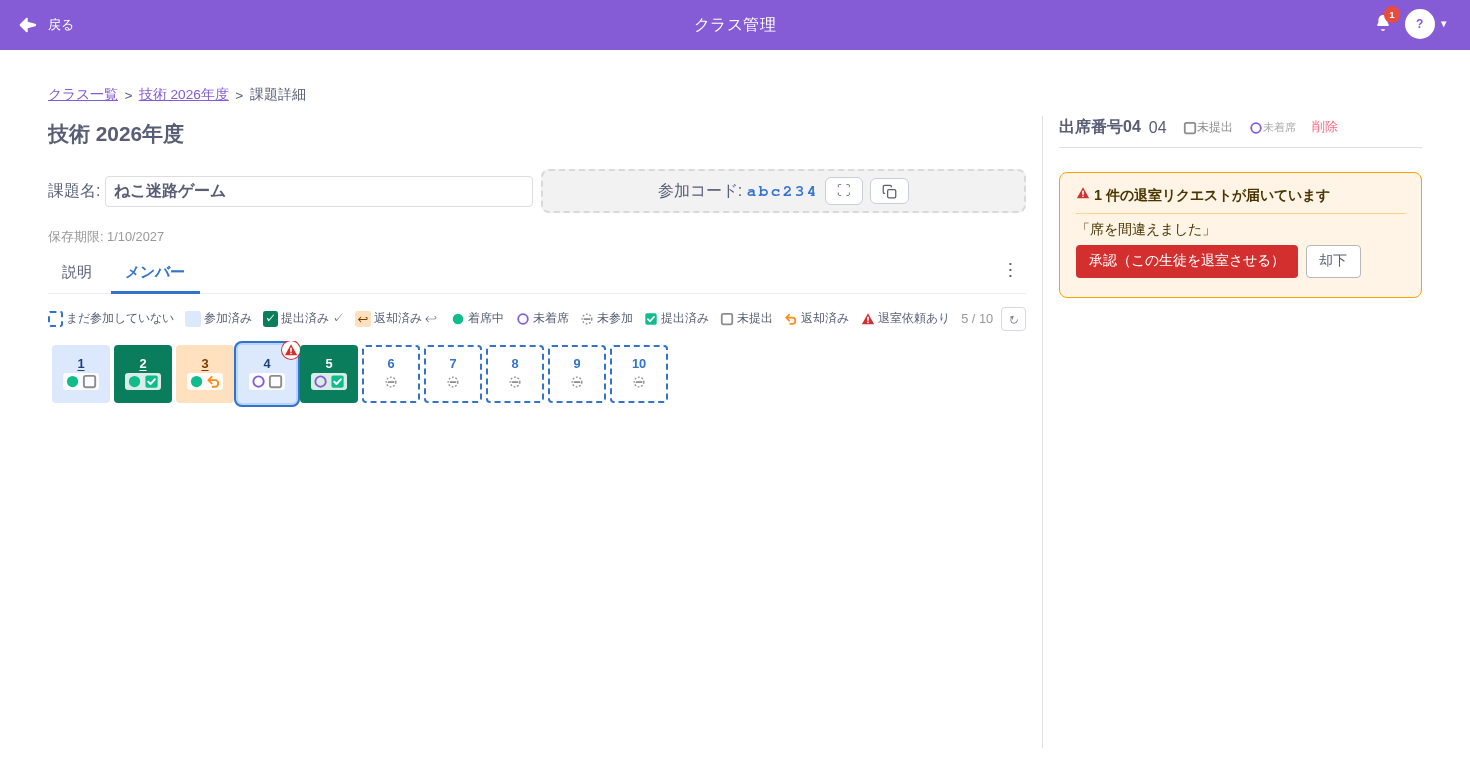 戻る
クラス管理
1
?
▼
クラス一覧 > 技術 2026年度 > 課題詳細
技術 2026年度
課題名: ねこ迷路ゲーム
参加コード: abc234
保存期限: 1/10/2027
説明
メンバー
まだ参加していない 参加済み 提出済み ✓ 返却済み ↩ 着席中 未着席 未参加 提出済み 未提出 返却済み 退室依頼あり 5 / 10
1 2 3 4 5 6 7 8 9 10
出席番号04 04 未提出 未着席 削除
1 件の退室リクエストが届いています
「席を間違えました」
承認（この生徒を退室させる） 却下